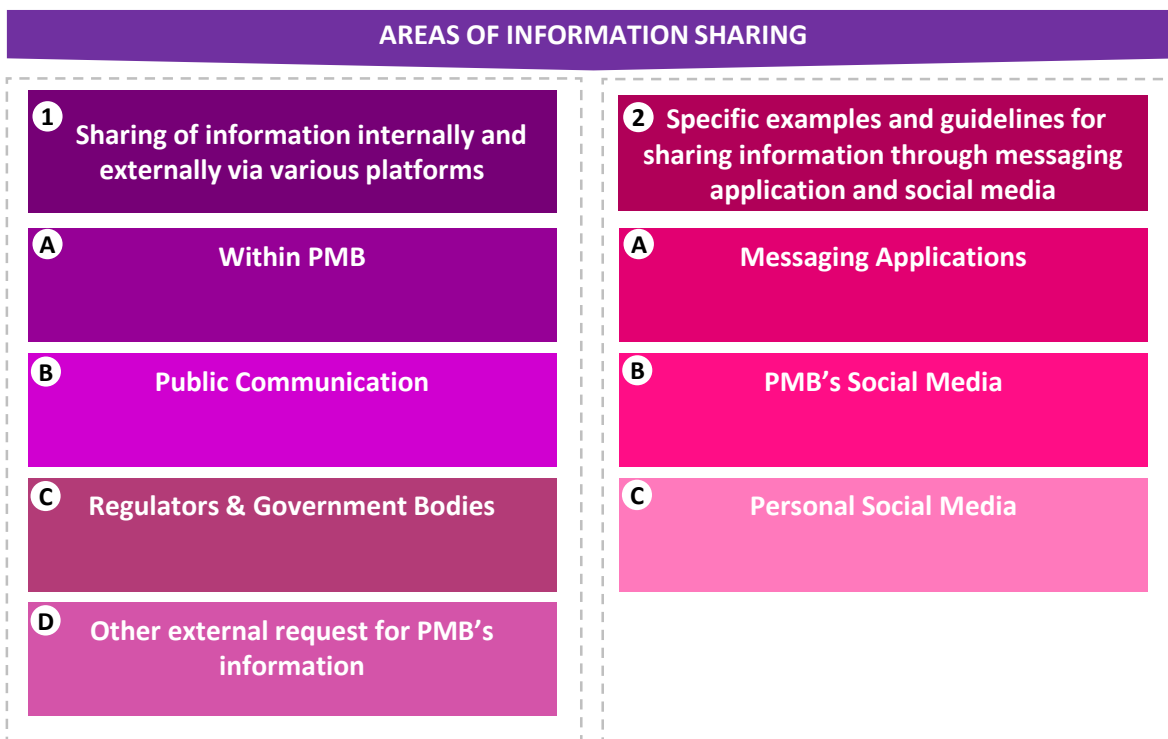 AREAS OF INFORMATION SHARING
1
Sharing of information internally and
externally via various platforms
A
Within PMB
B
Public Communication
C
Regulators & Government Bodies
D
Other external request for PMB’s
information
2
Specific examples and guidelines for
sharing information through messaging
application and social media
A
Messaging Applications
B
PMB’s Social Media
C
Personal Social Media